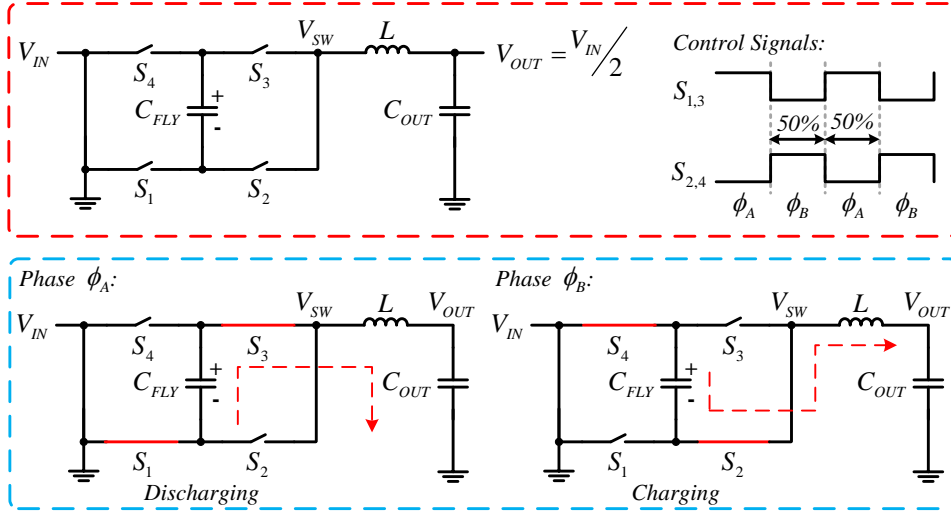 V_IN
S_4
S_3
V_SW
L
V_OUT = V_IN/2
C_FLY
+
-
C_OUT
S_1
S_2
Control Signals:
S_1,3
50% 50%
S_2,4
ϕ_A ϕ_B ϕ_A ϕ_B
Phase ϕ_A:
V_IN
S_4
S_3
V_SW
L
V_OUT
C_FLY
+
-
C_OUT
S_1
S_2
Discharging
Phase ϕ_B:
V_IN
S_4
S_3
V_SW
L
V_OUT
C_FLY
+
-
C_OUT
S_1
S_2
Charging